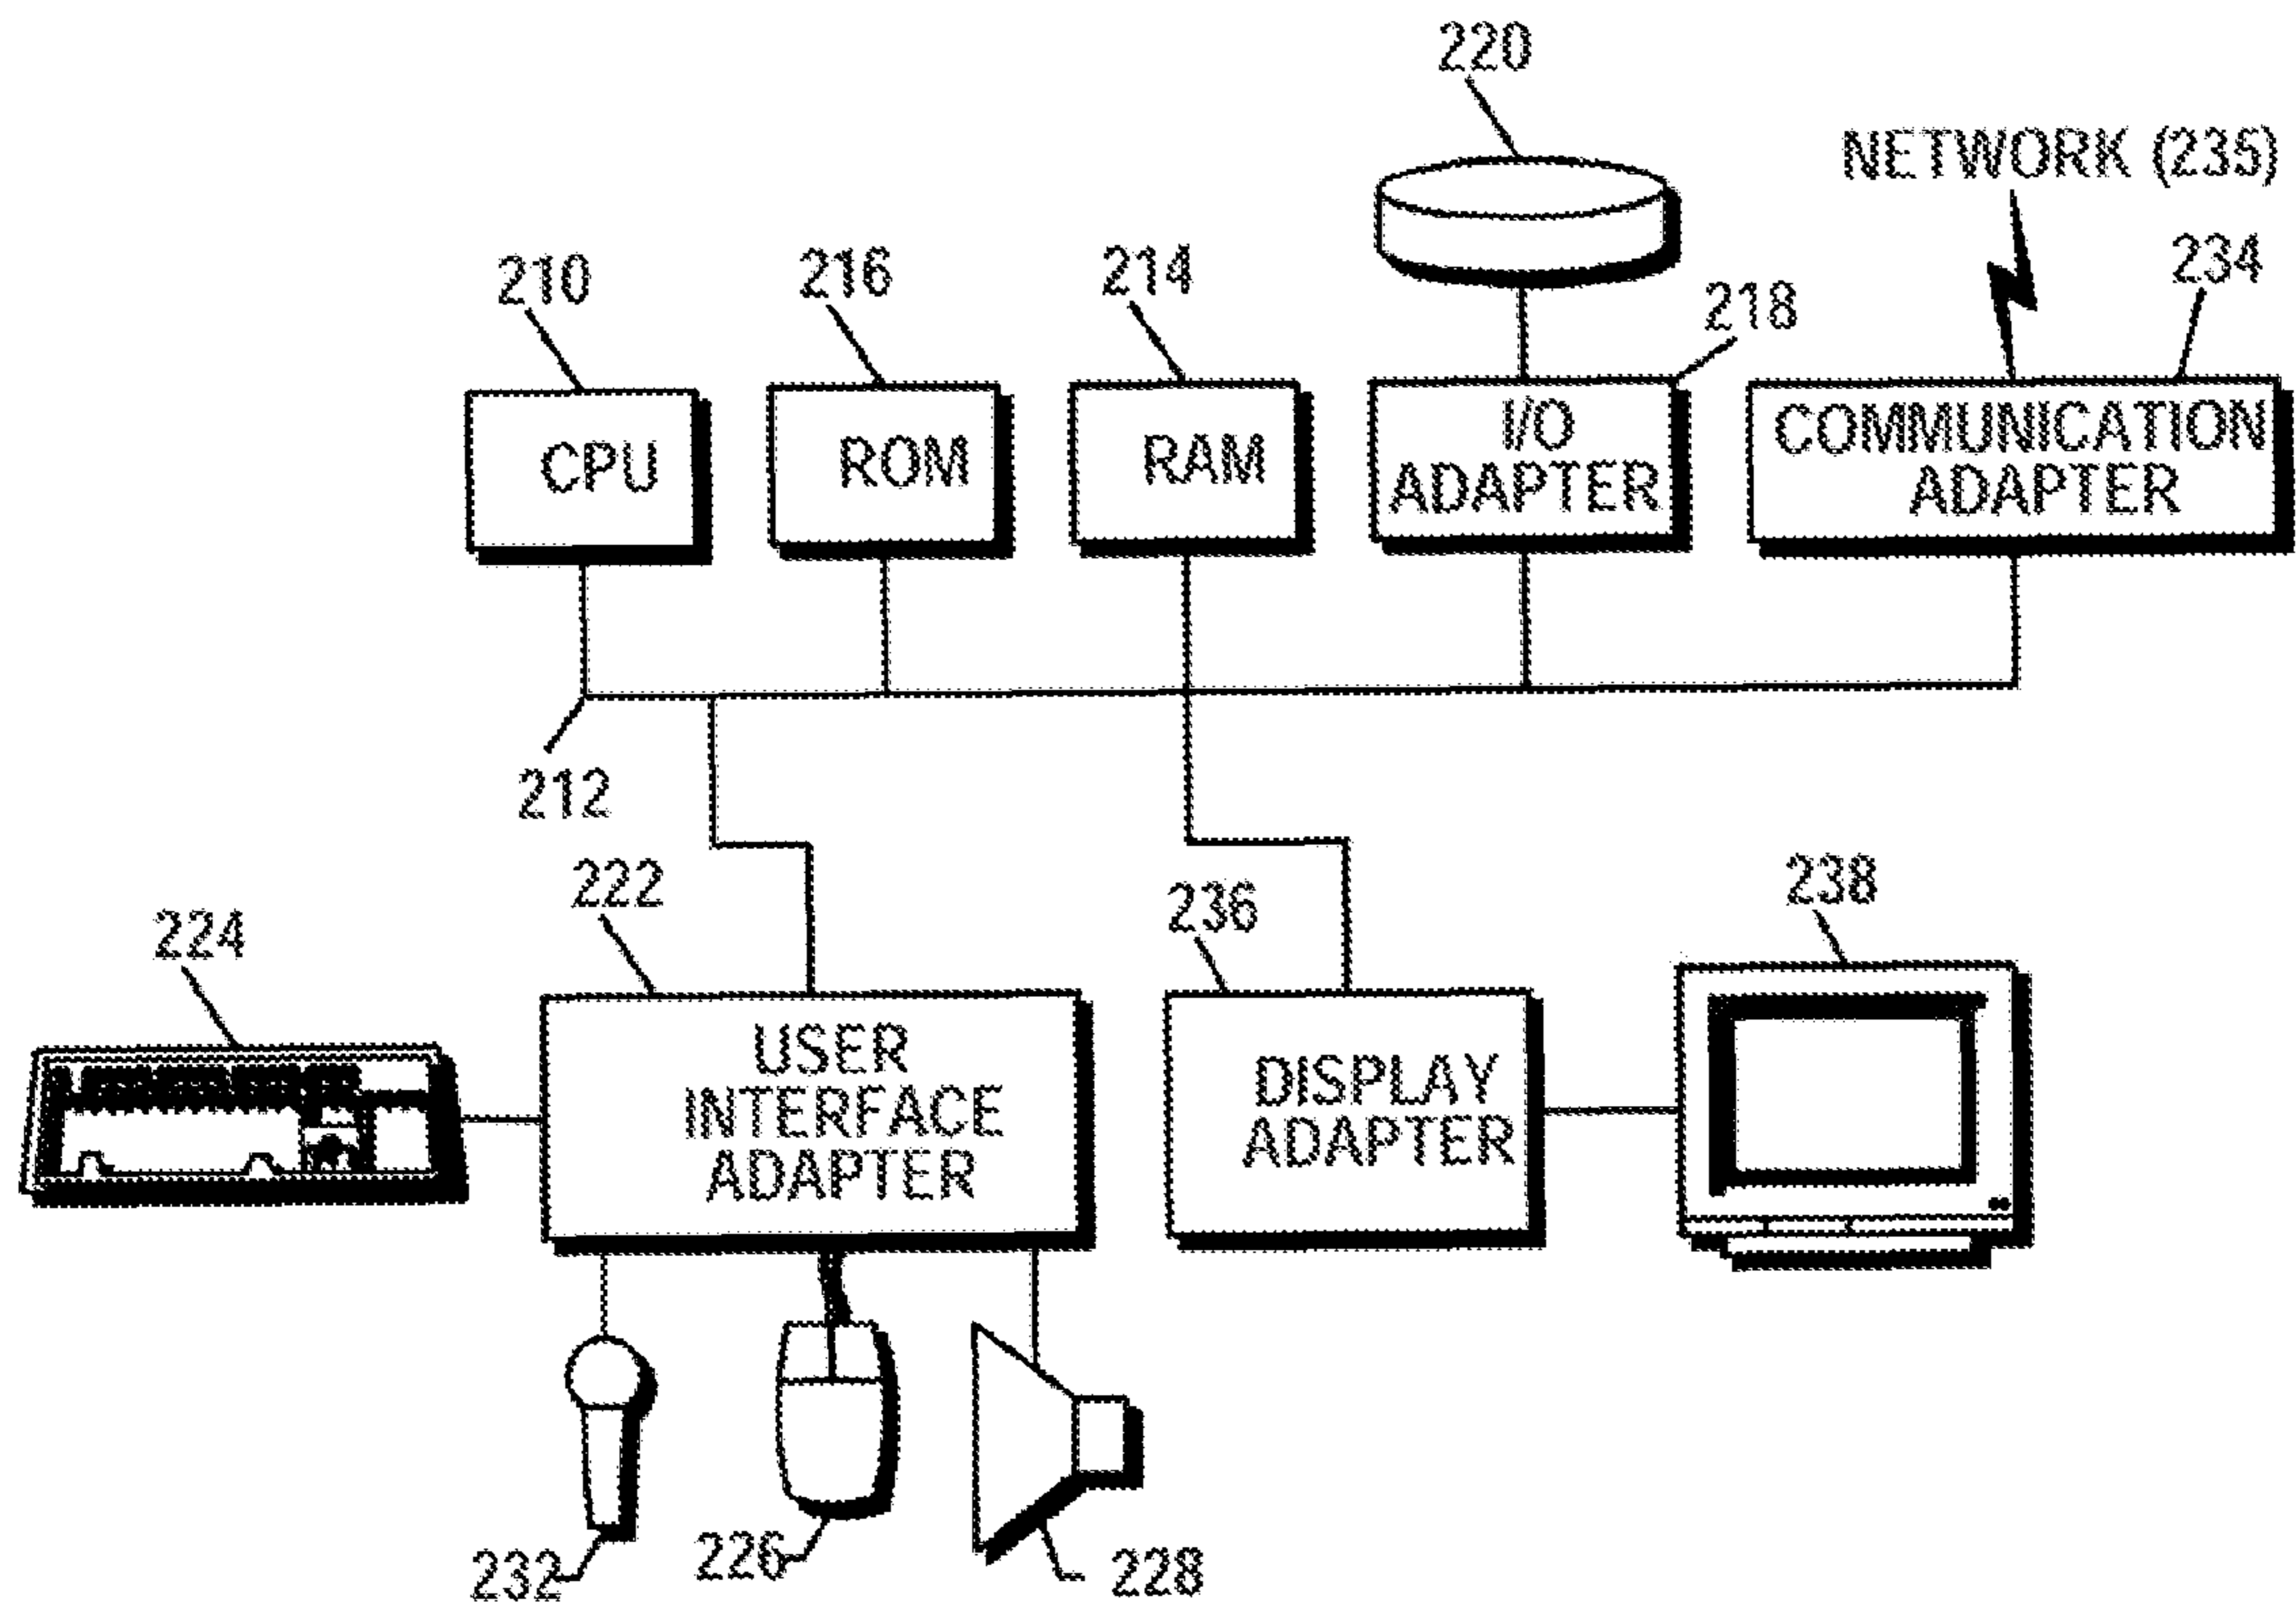 220
NETWORK (235)
210
216
214
218
234
CPU
ROM
RAM
I/O
ADAPTER
COMMUNICATION
ADAPTER
212
222
236
238
224
USER
INTERFACE
ADAPTER
DISPLAY
ADAPTER
232
226
228